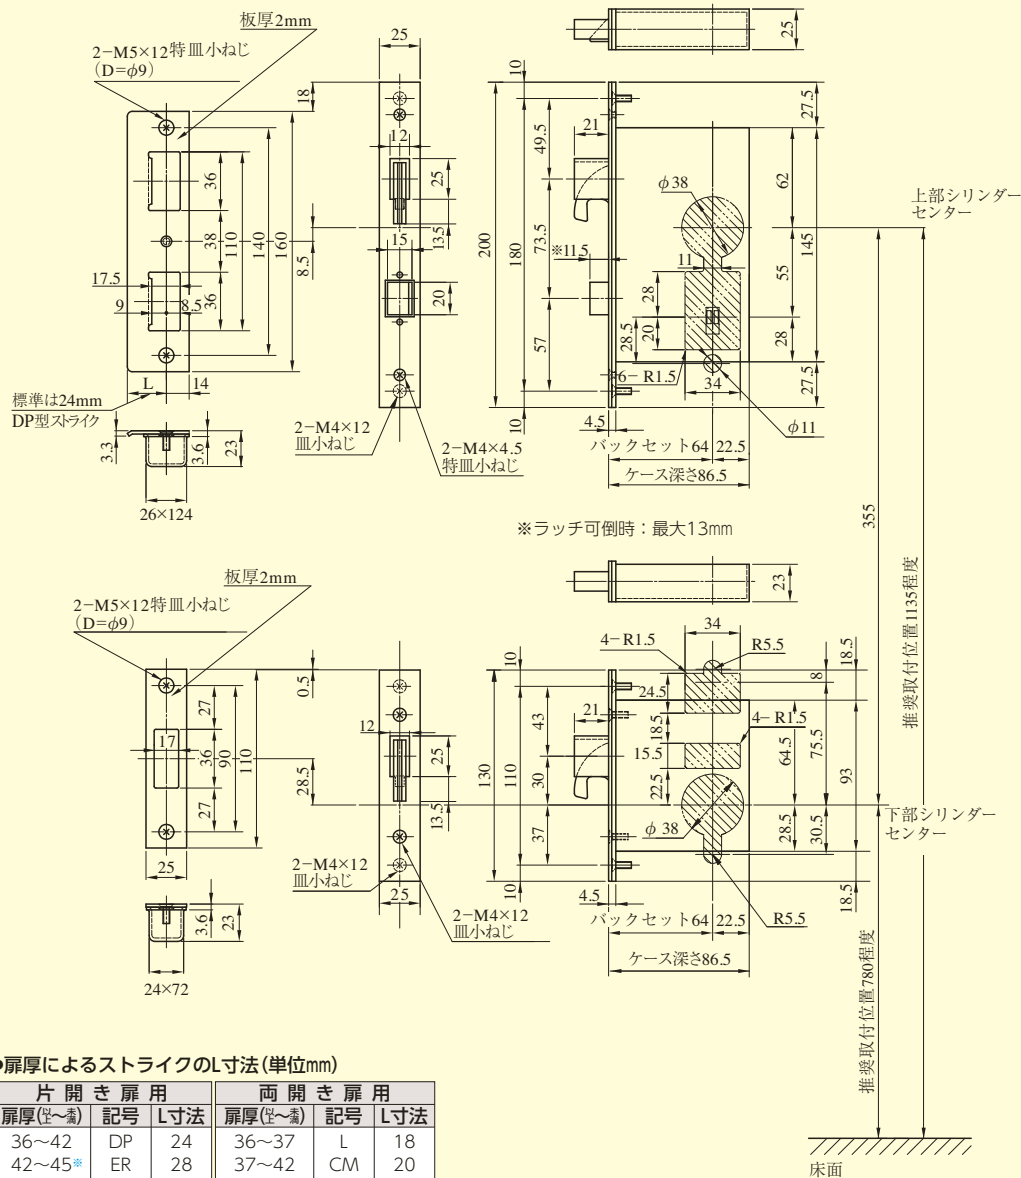 板厚2mm
2−M5×12特皿小ねじ
(D=φ9)
18
36
38
36
110
140
160
8.5
17.5
9
8.5
L
14
標準は24mm
DP型ストライク
3.3
3.6
23
26×124
25
12
25
13.5
15
20
2−M4×12
皿小ねじ
2−M4×4.5
特皿小ねじ
25
10
49.5
21
27.5
62
φ38
200
180
73.5
※11.5
11
55
145
28
20
28.5
57
28
6−R1.5
34
27.5
10
4.5
φ11
バックセット64
22.5
ケース深さ86.5
上部シリンダー
センター
※ラッチ可倒時：最大13mm
355
推奨取付位置1135程度
板厚2mm
2−M5×12特皿小ねじ
(D=φ9)
27
17
36
90
110
27
25
3.6
23
24×72
0.5
28.5
12
25
13.5
2−M4×12
皿小ねじ
25
2−M4×12
皿小ねじ
23
34
4−R1.5
R5.5
10
18.5
8
24.5
21
43
18.5
4−R1.5
15.5
64.5
75.5
93
130
110
30
22.5
37
φ38
28.5
30.5
下部シリンダー
センター
10
4.5
18.5
R5.5
バックセット64
22.5
ケース深さ86.5
推奨取付位置780程度
床面
扉厚によるストライクのL寸法(単位mm)
片開き扉用 両開き扉用
扉厚(以上〜未満) 記号 L寸法 扉厚(以上〜未満) 記号 L寸法
36〜42 DP 24 36〜37 L 18
42〜45※ ER 28 37〜42 CM 20